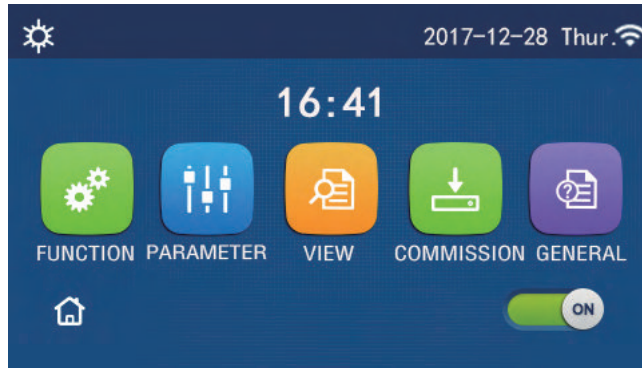 2017-12-28 Thur.
16:41
FUNCTION PARAMETER VIEW COMMISSION GENERAL
ON